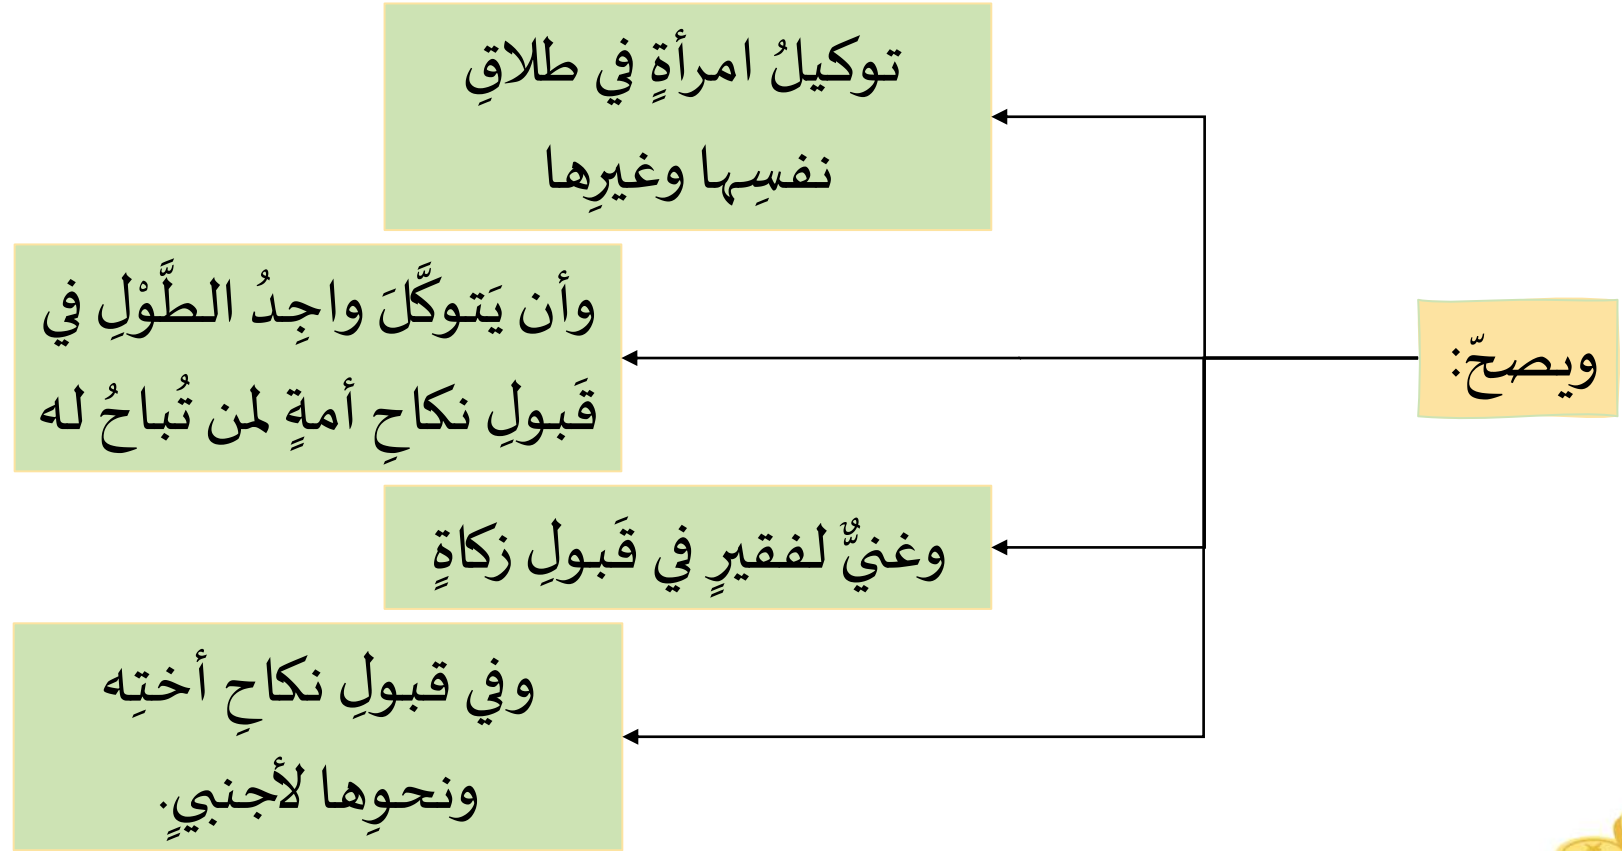 ويصحّ:
توكيلُ امرأةٍ في طلاقِ
نفسِها وغيرِها
وأن يَتوكَّلَ واجِدُ الطَّوْلِ في
قَبولِ نكاحِ أمةٍ لمن تُباحُ له
وغنيٌّ لفقيرٍ في قَبولِ زكاةٍ
وفي قبولِ نكاحِ أختِه
ونحوِها لأجنبيٍ.